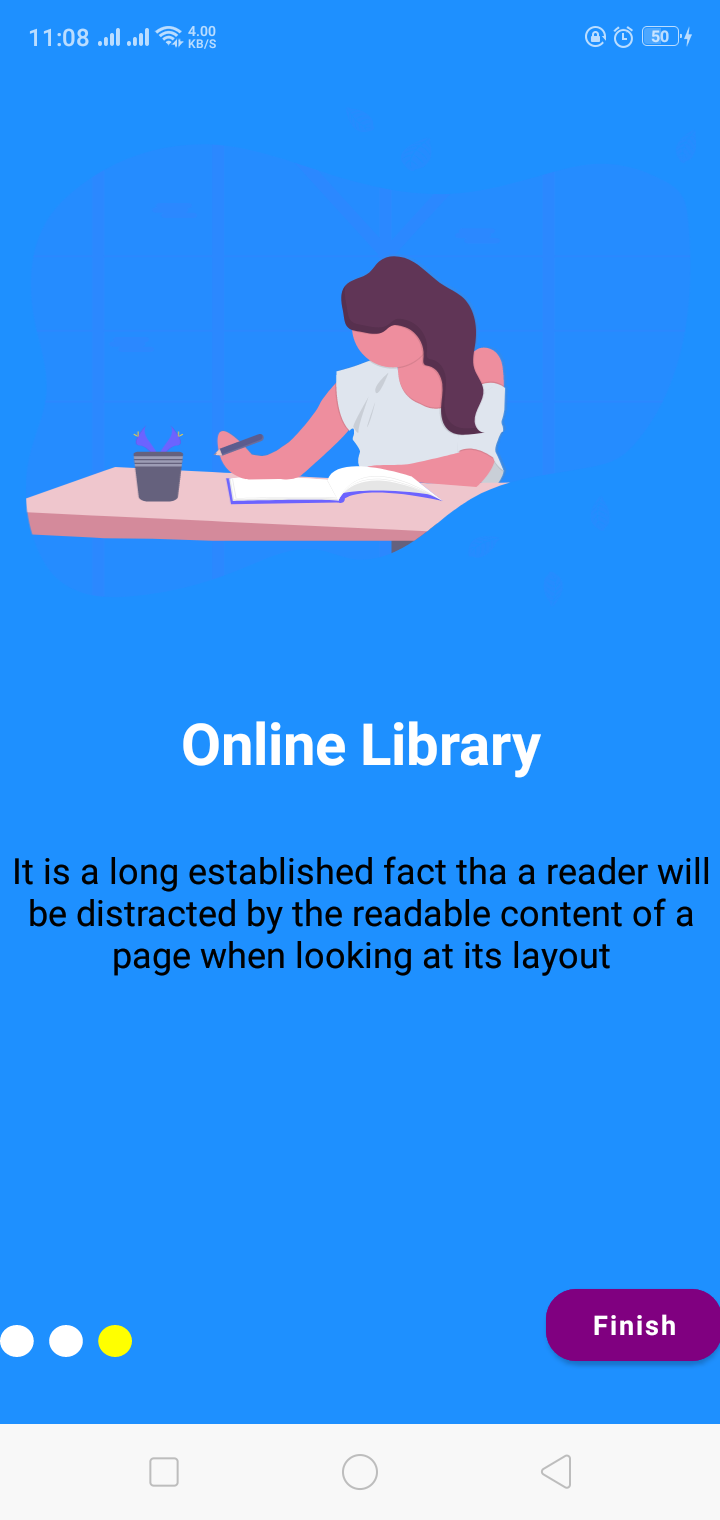 11:08 4.00 KB/S 50
Online Library
It is a long established fact tha a reader will
be distracted by the readable content of a
page when looking at its layout
Finish